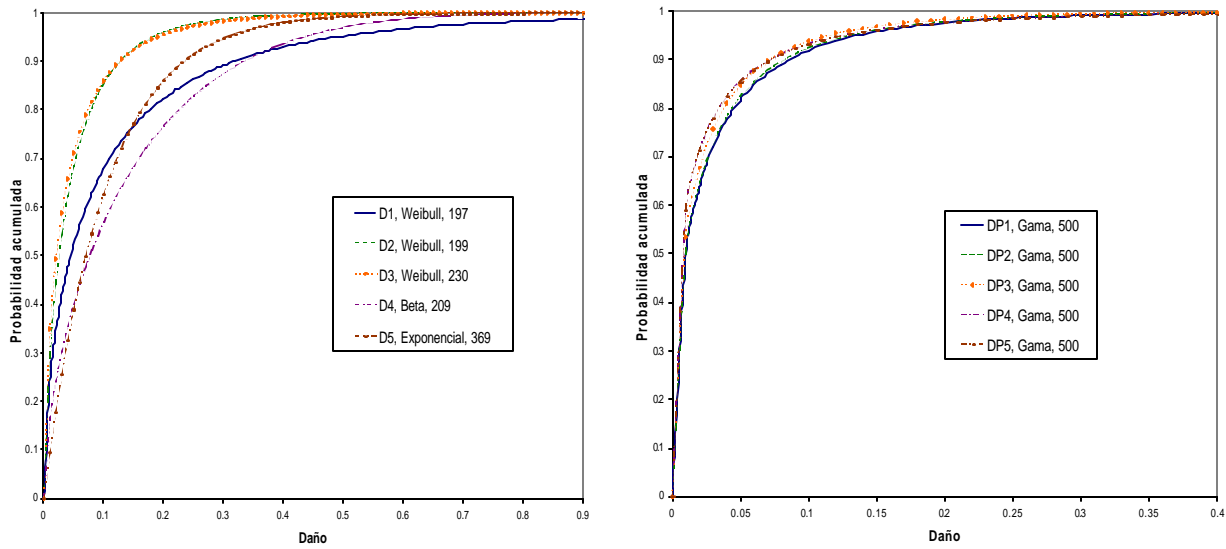 Probabilidad acumulada
1
0.9
0.8
0.7
0.6
0.5
0.4
0.3
0.2
0.1
0
D1, Weibull, 197
D2, Weibull, 199
D3, Weibull, 230
D4, Beta, 209
D5, Exponencial, 369
0 0.1 0.2 0.3 0.4 0.5 0.6 0.7 0.8 0.9
Daño
Probabilidad acumulada
1
0.9
0.8
0.7
0.6
0.5
0.4
0.3
0.2
0.1
0
DP1, Gama, 500
DP2, Gama, 500
DP3, Gama, 500
DP4, Gama, 500
DP5, Gama, 500
0 0.05 0.1 0.15 0.2 0.25 0.3 0.35 0.4
Daño